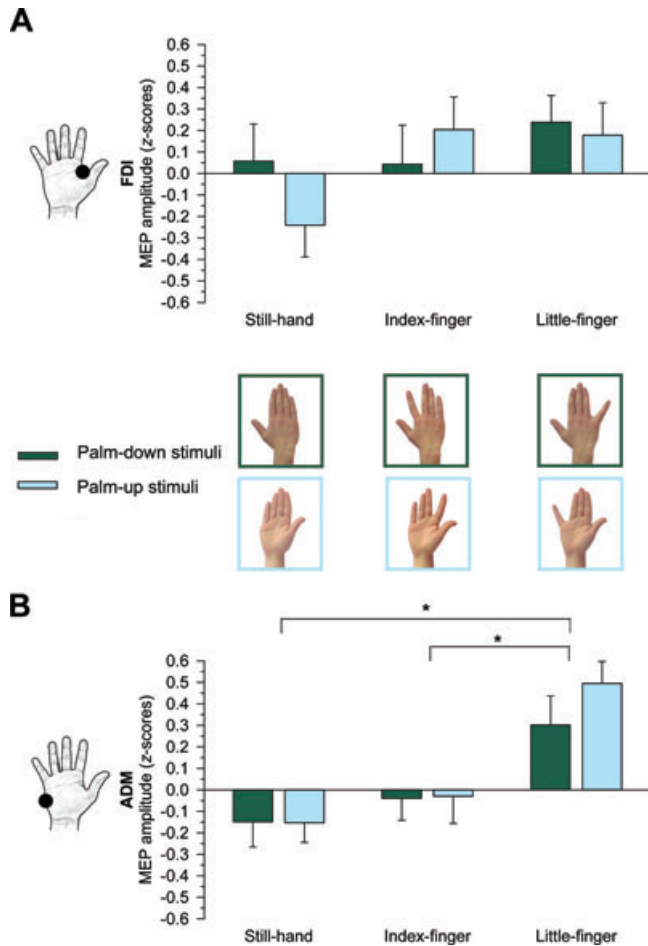 A
0.6
0.5
0.4
0.3
0.2
0.1
0.0
-0.1
-0.2
-0.3
-0.4
-0.5
-0.6
FDI
MEP amplitude (z-scores)
Still-hand Index-finger Little-finger
Palm-down stimuli
Palm-up stimuli
B
*
*
0.6
0.5
0.4
0.3
0.2
0.1
0.0
-0.1
-0.2
-0.3
-0.4
-0.5
-0.6
ADM
MEP amplitude (z-scores)
Still-hand Index-finger Little-finger